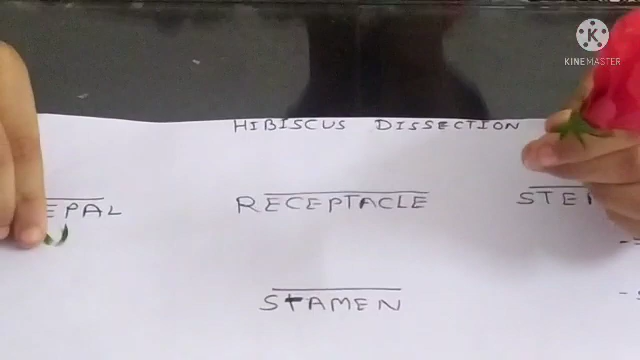 KINEMASTER
HIBISCUS DISSECTION
EPAL RECEPTACLE STE
STAMEN